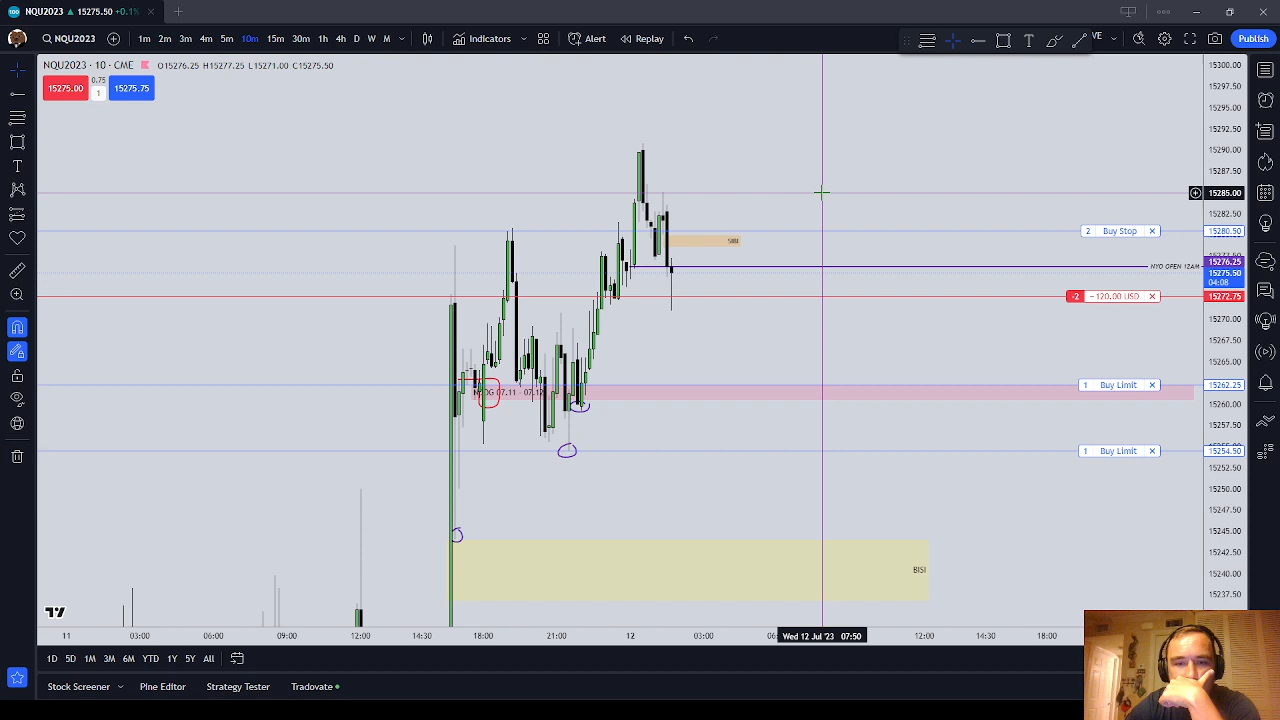 NQU2023 15275.50 +0.1%
NQU2023 1m 2m 3m 4m 5m 10m 15m 30m 1h 4h D W M Indicators Alert Replay VE Publish
NQU2023 · 10 · CME O15276.25 H15277.25 L15271.00 C15275.50
15275.00 0.75 1 15275.75
15300.00
15297.50
15295.00
15292.50
15290.00
15287.50
15285.00
15282.50
2 Buy Stop 15280.50
SIBI
NYO OPEN 12AM 15276.25
15275.50
04:08
-2 −120.00 USD 15272.75
15270.00
15267.50
15265.00
1 Buy Limit 15262.25
07.11 - 07.12
15260.00
15257.50
1 Buy Limit 15254.50
15252.50
15250.00
15247.50
15245.00
15242.50
BISI
15240.00
15237.50
11 03:00 06:00 09:00 12:00 14:30 18:00 21:00 12 03:00 Wed 12 Jul '23 07:50 12:00 14:30 18:00
1D 5D 1M 3M 6M YTD 1Y 5Y All
Stock Screener Pine Editor Strategy Tester Tradovate